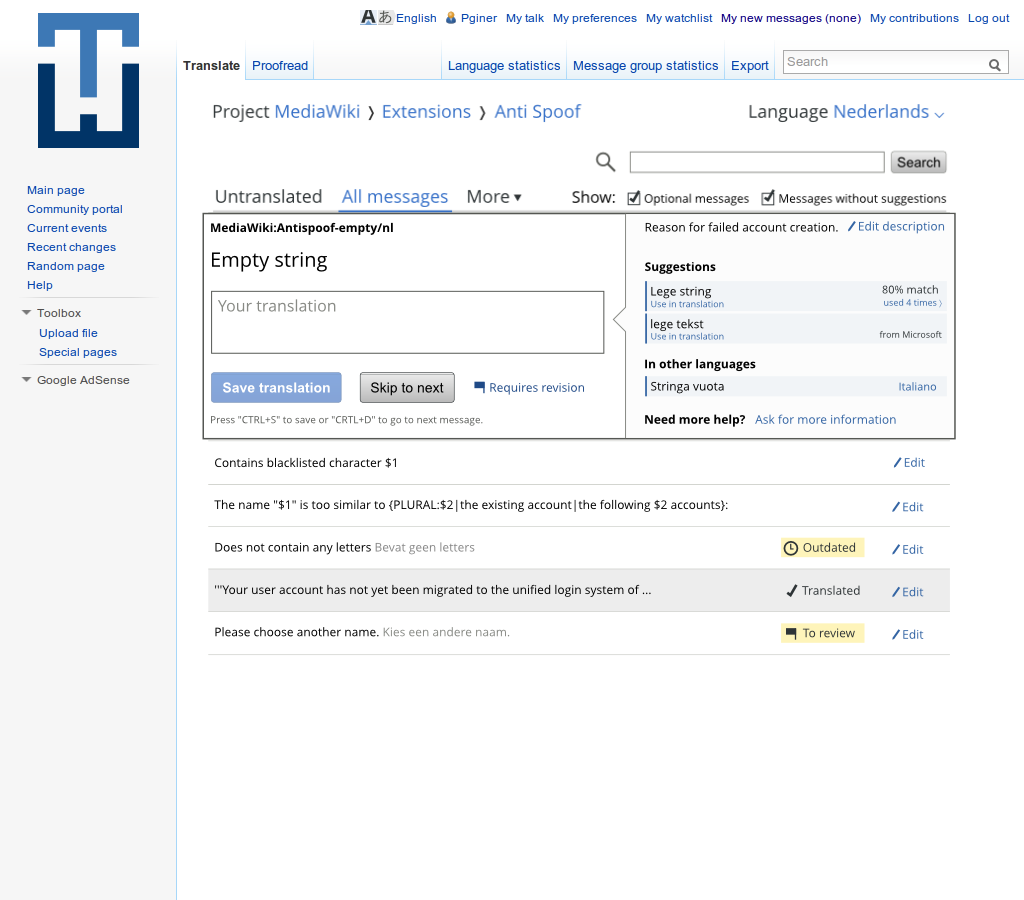 English Pginer My talk My preferences My watchlist My new messages (none) My contributions Log out
Translate Proofread Language statistics Message group statistics Export Search
Project MediaWiki ❭ Extensions ❭ Anti Spoof Language Nederlands
Search
Main page
Community portal
Current events
Recent changes
Random page
Help
Toolbox
Upload file
Special pages
Google AdSense
Untranslated All messages More ▾ Show: Optional messages Messages without suggestions
MediaWiki:Antispoof-empty/nl
Empty string
Your translation
Save translation Skip to next Requires revision
Press "CTRL+S" to save or "CRTL+D" to go to next message.
Reason for failed account creation. Edit description
Suggestions
Lege string 80% match
Use in translation used 4 times ⟩
lege tekst
Use in translation from Microsoft
In other languages
Stringa vuota Italiano
Need more help? Ask for more information
Contains blacklisted character $1 Edit
The name "$1" is too similar to {PLURAL:$2|the existing account|the following $2 accounts}: Edit
Does not contain any letters Bevat geen letters Outdated Edit
'''Your user account has not yet been migrated to the unified login system of ... Translated Edit
Please choose another name. Kies een andere naam. To review Edit